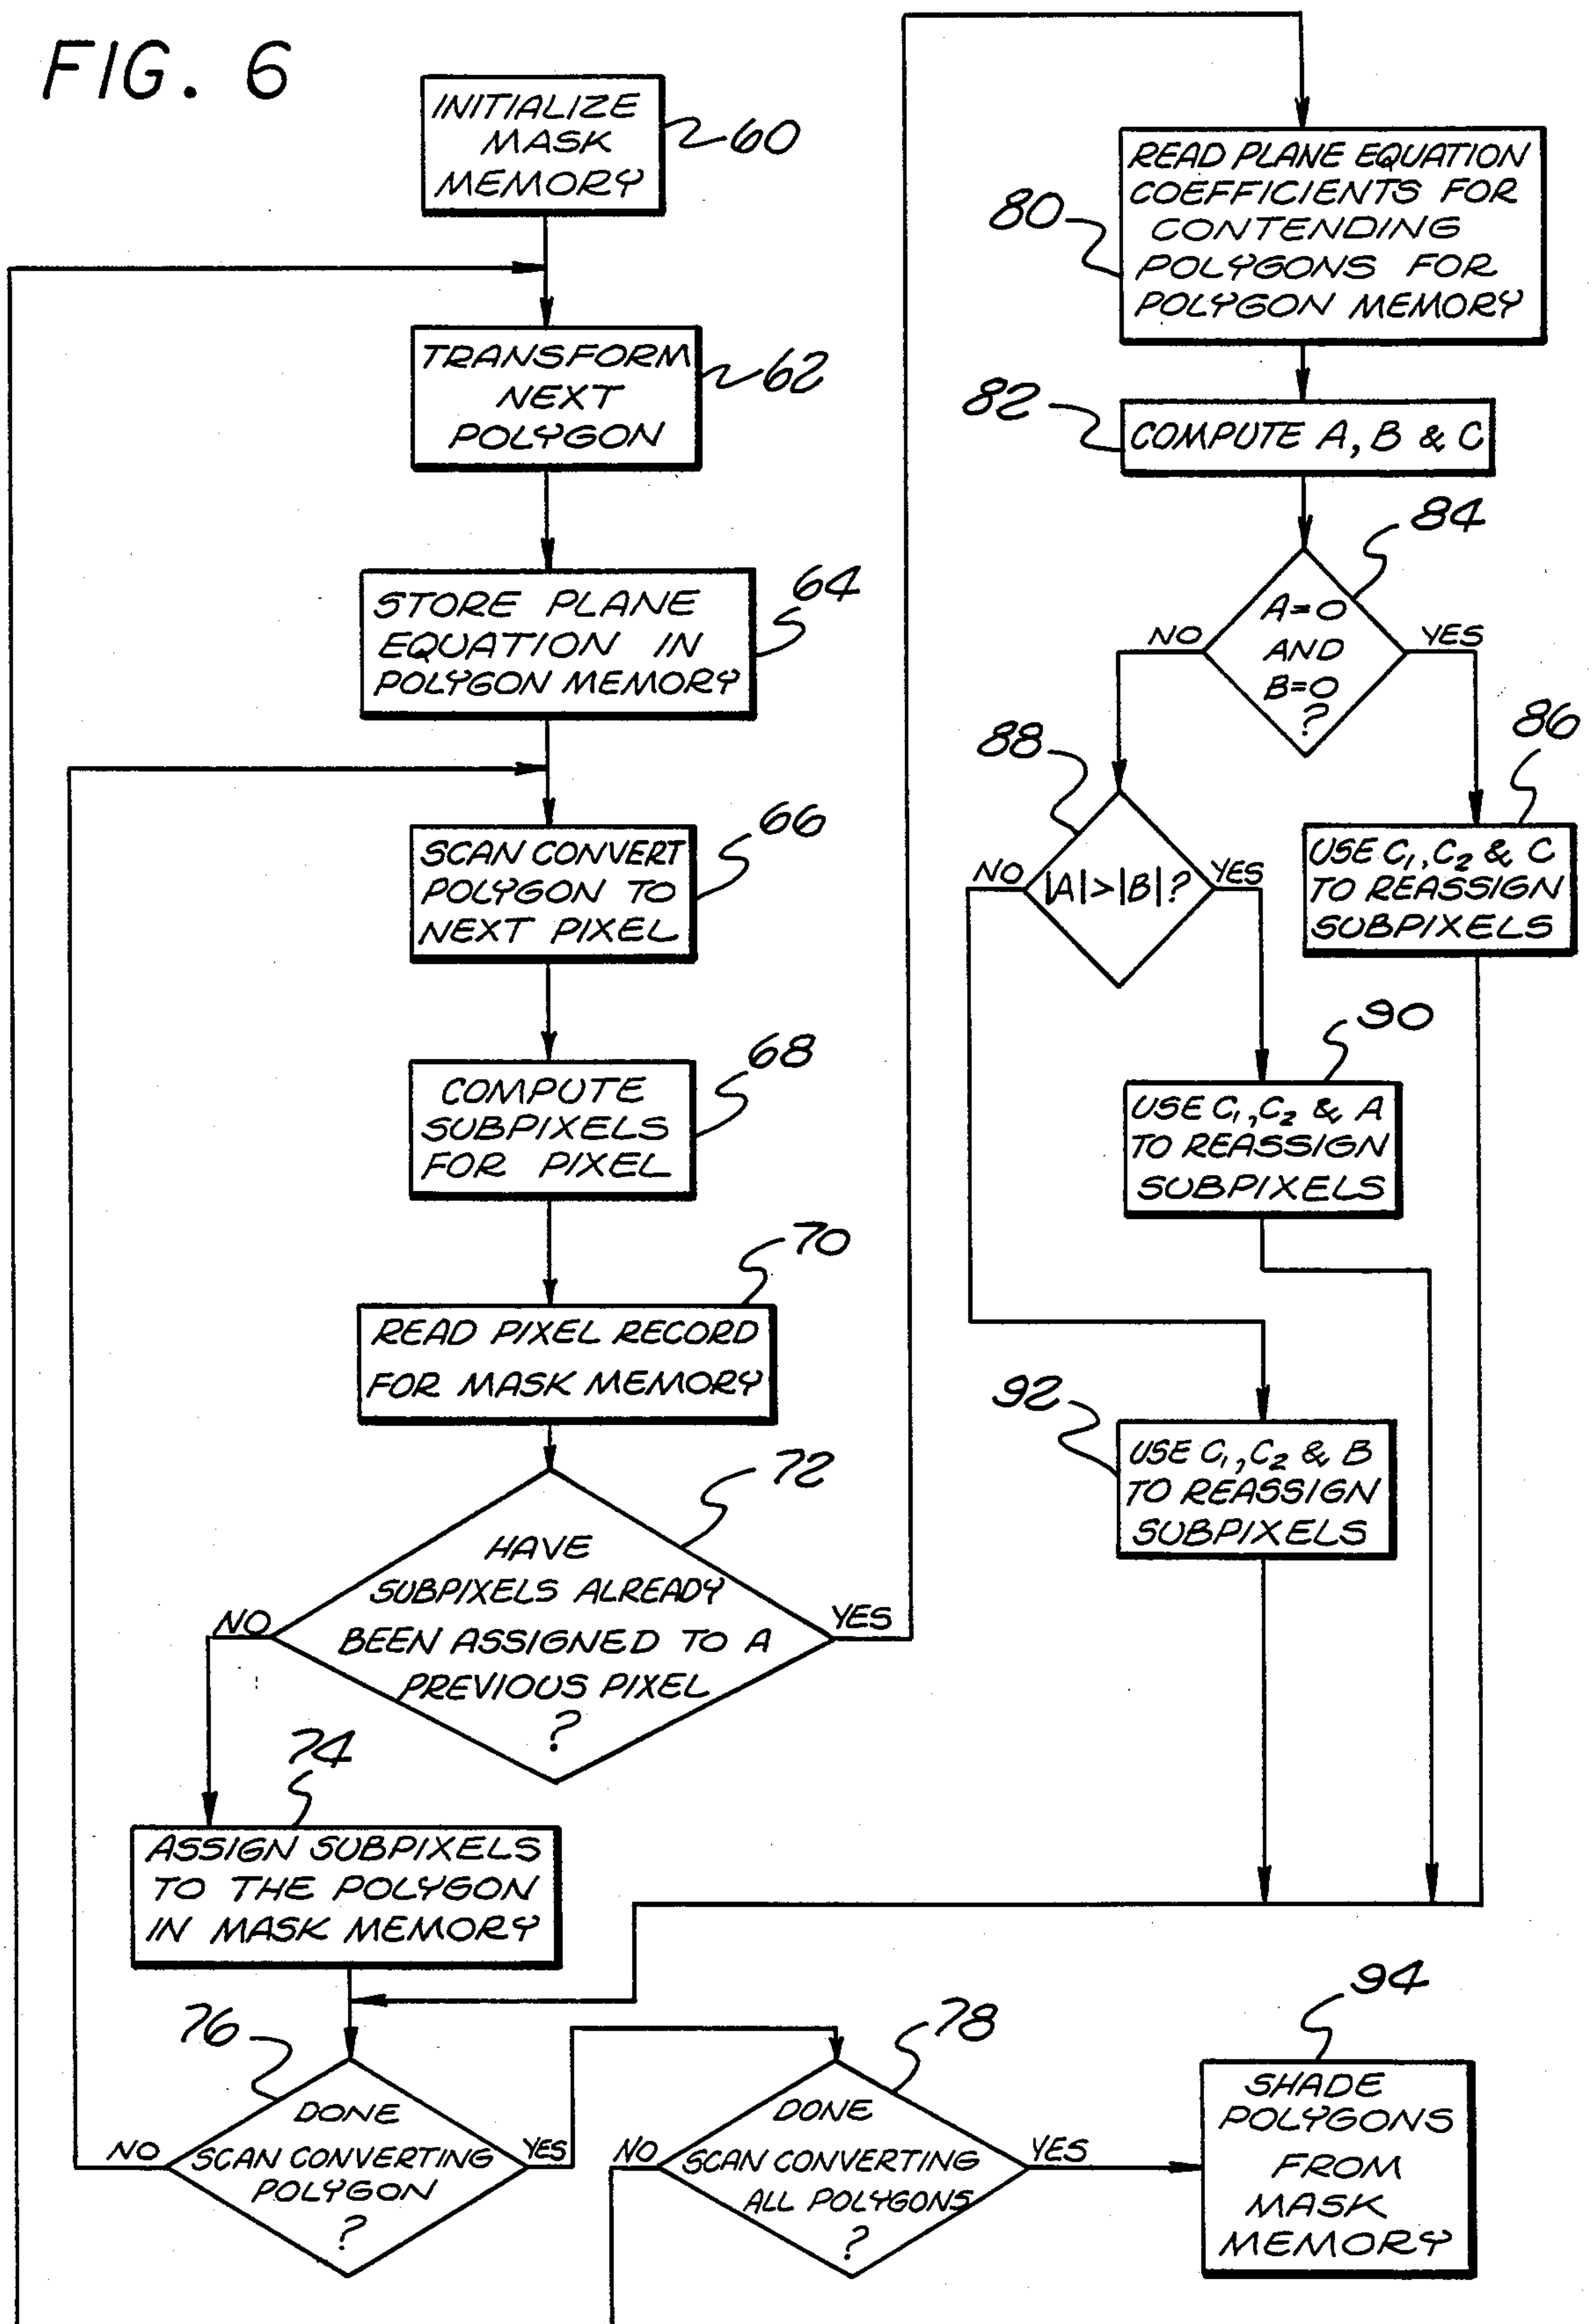 FIG. 6
INITIALIZE
MASK
MEMORY
60
TRANSFORM
NEXT
POLYGON
62
STORE PLANE
EQUATION IN
POLYGON MEMORY
64
SCAN CONVERT
POLYGON TO
NEXT PIXEL
66
COMPUTE
SUBPIXELS
FOR PIXEL
68
READ PIXEL RECORD
FOR MASK MEMORY
70
HAVE
SUBPIXELS ALREADY
BEEN ASSIGNED TO A
PREVIOUS PIXEL
?
72
NO
YES
74
ASSIGN SUBPIXELS
TO THE POLYGON
IN MASK MEMORY
76
DONE
SCAN CONVERTING
POLYGON
?
NO
YES
78
DONE
SCAN CONVERTING
ALL POLYGONS
?
NO
YES
80
READ PLANE EQUATION
COEFFICIENTS FOR
CONTENDING
POLYGONS FOR
POLYGON MEMORY
82
COMPUTE A, B & C
84
A=0
AND
B=0
?
NO
YES
86
USE C₁, C₂ & C
TO REASSIGN
SUBPIXELS
88
|A|>|B|?
NO
YES
90
USE C₁, C₂ & A
TO REASSIGN
SUBPIXELS
92
USE C₁, C₂ & B
TO REASSIGN
SUBPIXELS
94
SHADE
POLYGONS
FROM
MASK
MEMORY